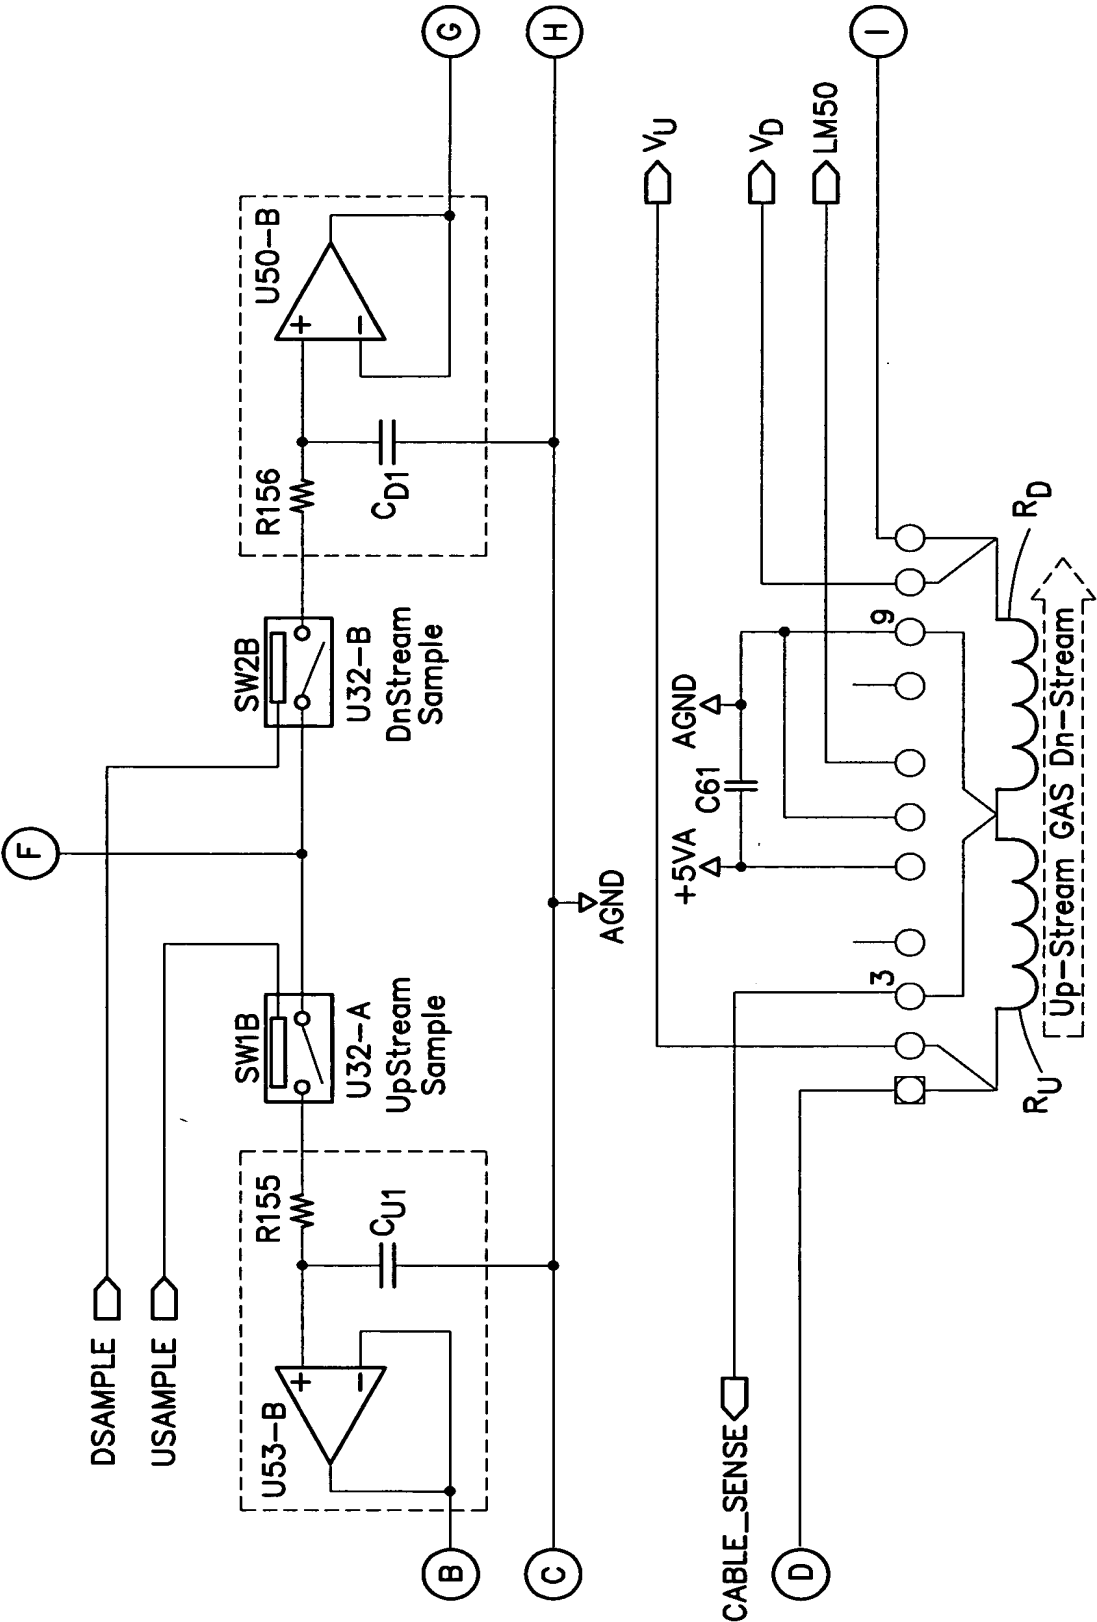 F
DSAMPLE
USAMPLE
U53-B
+
−
R155
CU1
SW1B
U32-A
UpStream
Sample
SW2B
U32-B
DnStream
Sample
R156
CD1
U50-B
+
−
B
G
C
AGND
H
CABLE_SENSE
D
VU
VD
LM50
I
+5VA
C61
AGND
3
9
RU
RD
Up-Stream GAS Dn-Stream